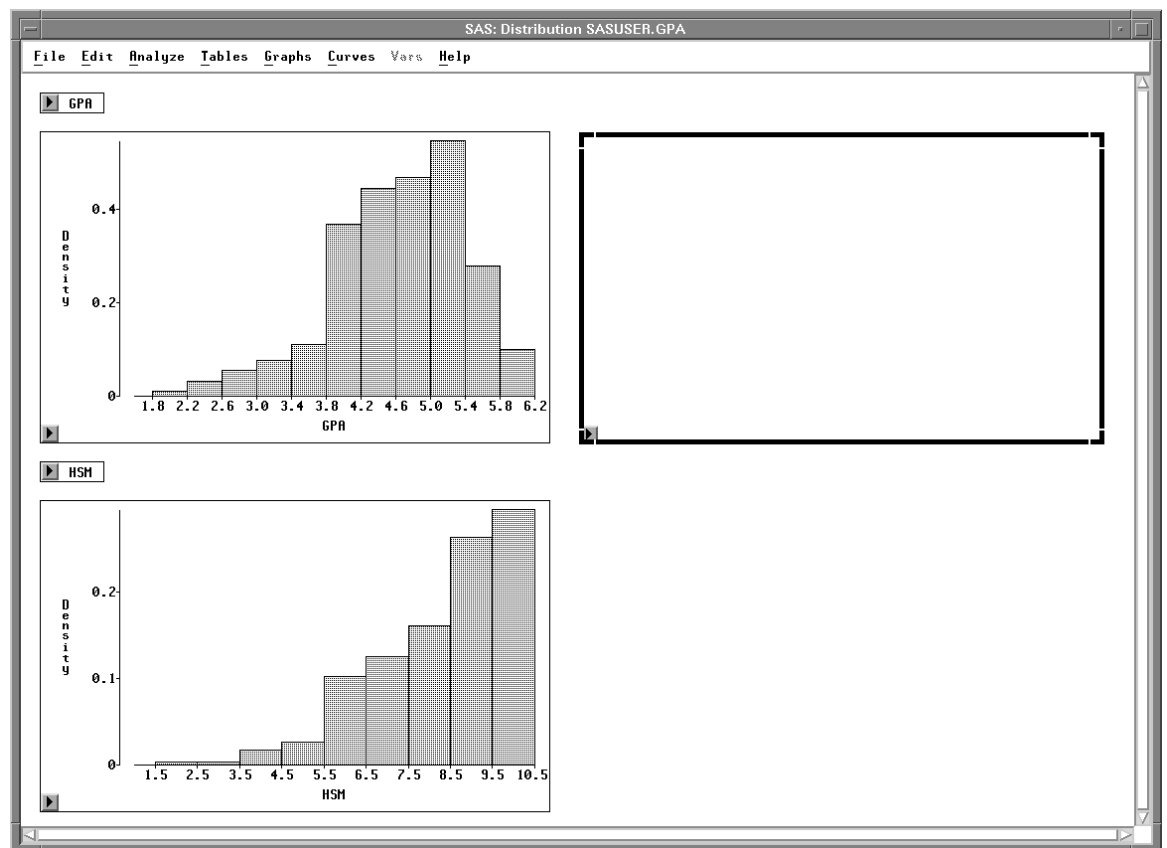 SAS: Distribution SASUSER.GPA
File Edit Analyze Tables Graphs Curves Vars Help
GPA
Density
0.4
0.2
0
1.8 2.2 2.6 3.0 3.4 3.8 4.2 4.6 5.0 5.4 5.8 6.2
GPA
HSM
Density
0.2
0.1
0
1.5 2.5 3.5 4.5 5.5 6.5 7.5 8.5 9.5 10.5
HSM